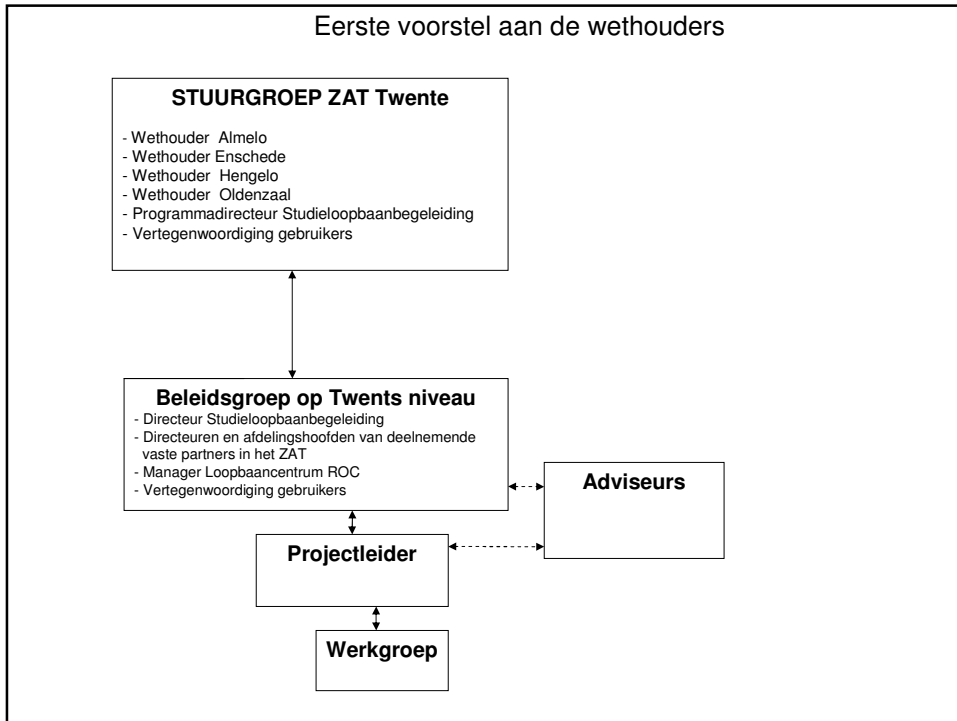 Eerste voorstel aan de wethouders
STUURGROEP ZAT Twente
- Wethouder Almelo
- Wethouder Enschede
- Wethouder Hengelo
- Wethouder Oldenzaal
- Programmadirecteur Studieloopbaanbegeleiding
- Vertegenwoordiging gebruikers
Beleidsgroep op Twents niveau
- Directeur Studieloopbaanbegeleiding
- Directeuren en afdelingshoofden van deelnemende
vaste partners in het ZAT
- Manager Loopbaancentrum ROC
- Vertegenwoordiging gebruikers
Adviseurs
Projectleider
Werkgroep